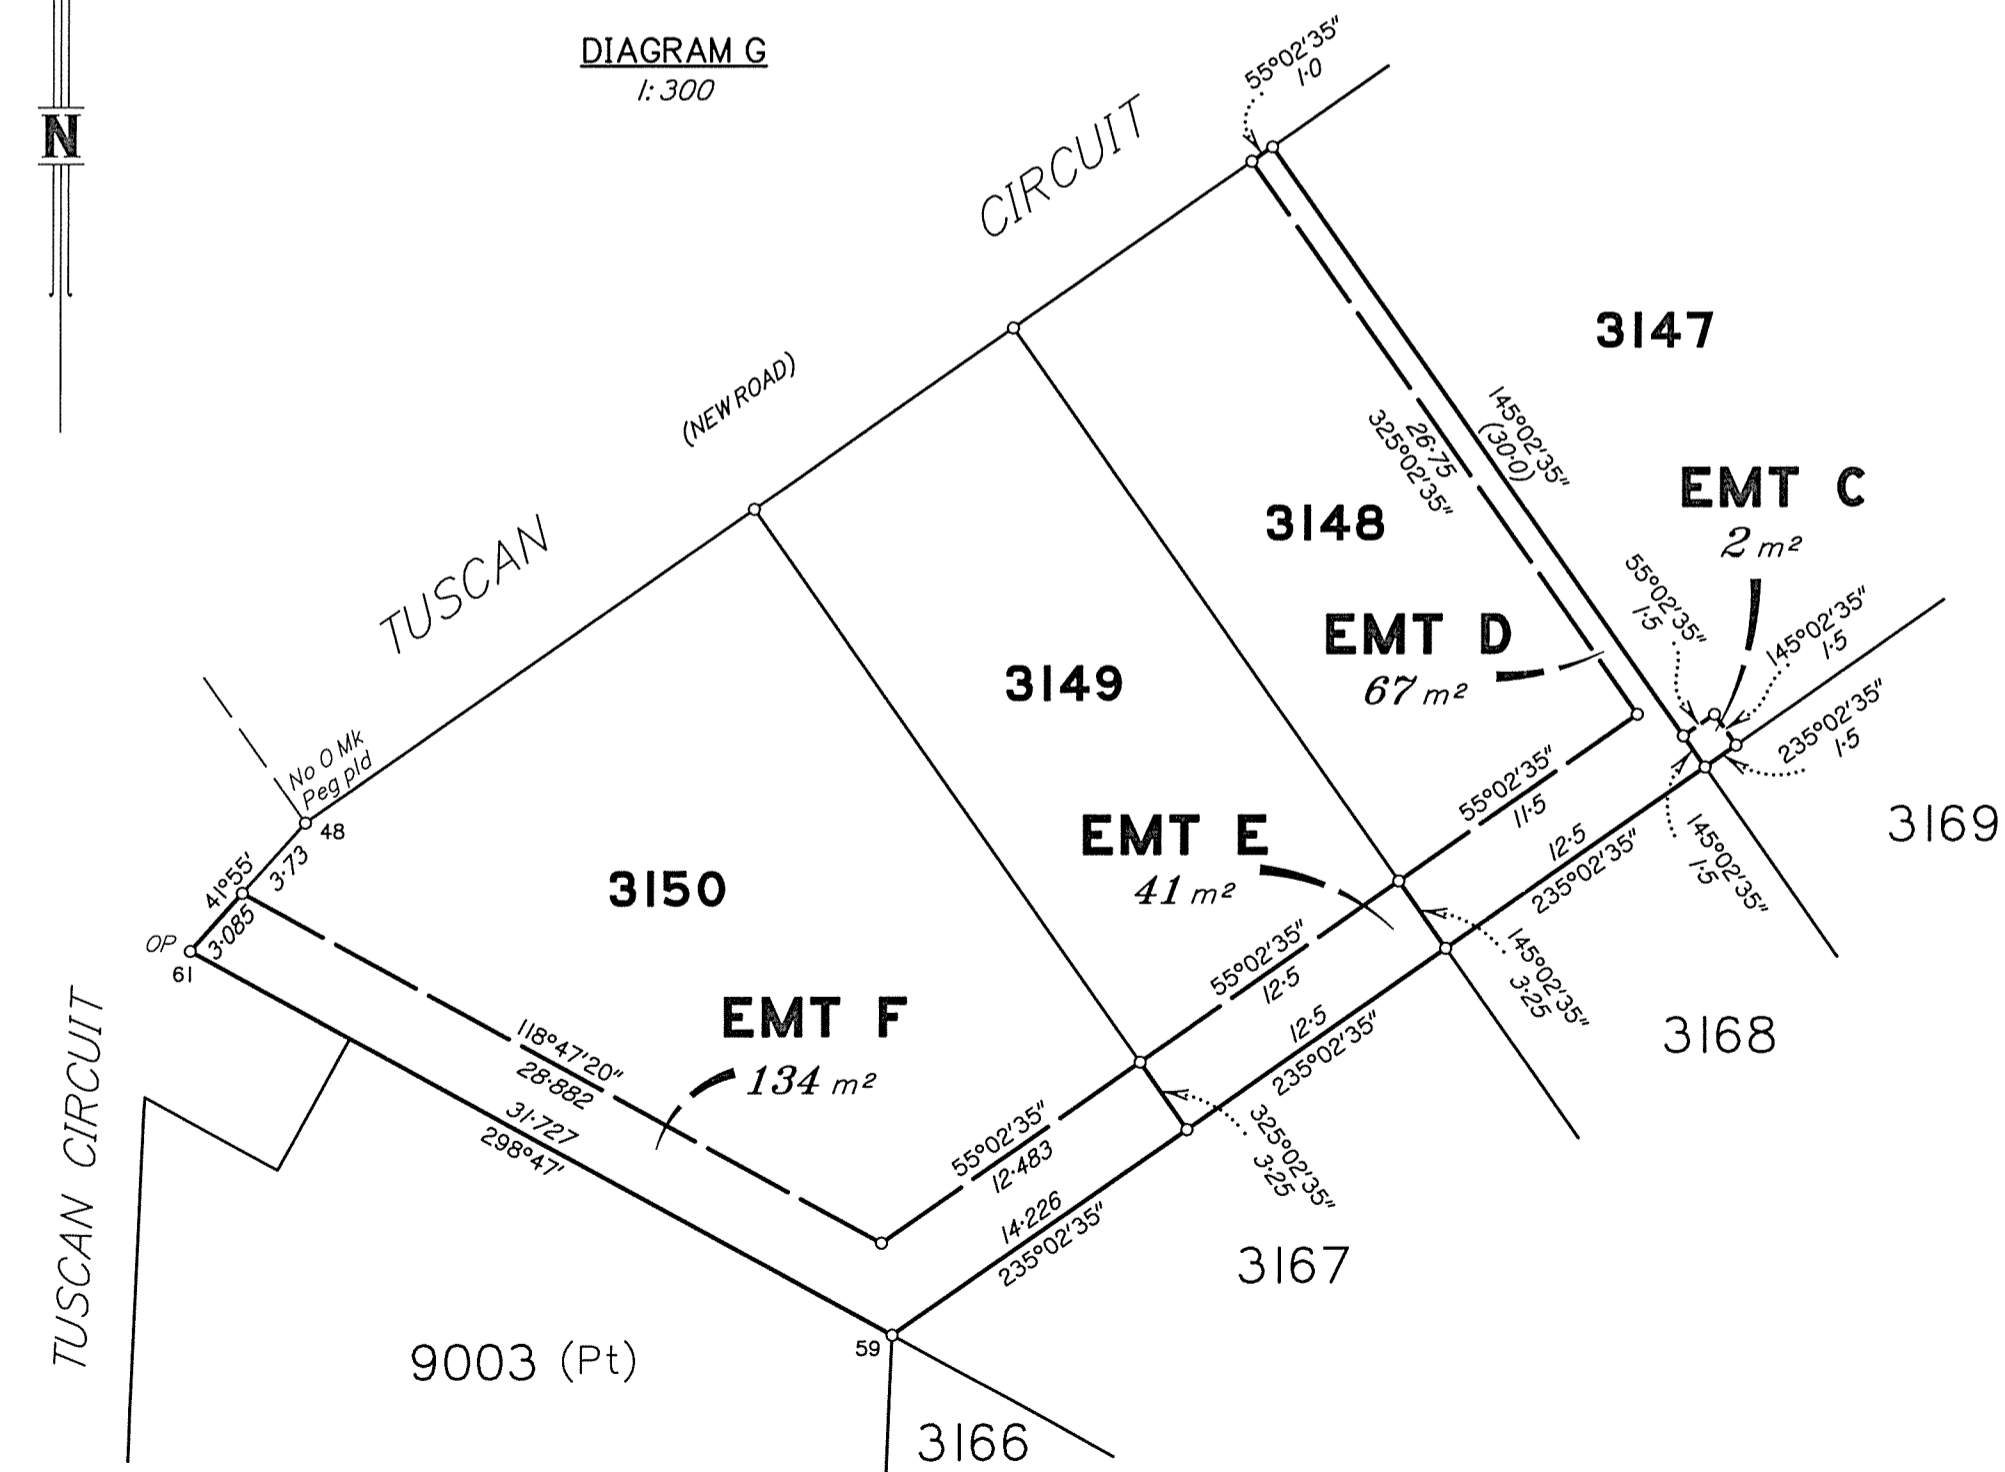 DIAGRAM G
1:300
N
55°02'35"
1·0
CIRCUIT
(NEW ROAD)
TUSCAN
3147
145°02'35"
(30·0)
26·75
325°02'35"
3148
EMT C
2 m²
55°02'35"
1·5
145°02'35"
1·5
235°02'35"
1·5
EMT D
67 m²
3149
No O Mk
Peg pld
48
55°02'35"
11·5
12·5
235°02'35"
145°02'35"
1·5
3169
EMT E
41 m²
3150
41°55'
3·73
3·085
OP
61
55°02'35"
12·5
145°02'35"
3·25
3168
12·5
235°02'35"
TUSCAN CIRCUIT
EMT F
134 m²
118°47'20"
28·882
31·727
298°47'
55°02'35"
12·483
325°02'35"
3·25
14·226
235°02'35"
3167
59
9003 (Pt)
3166